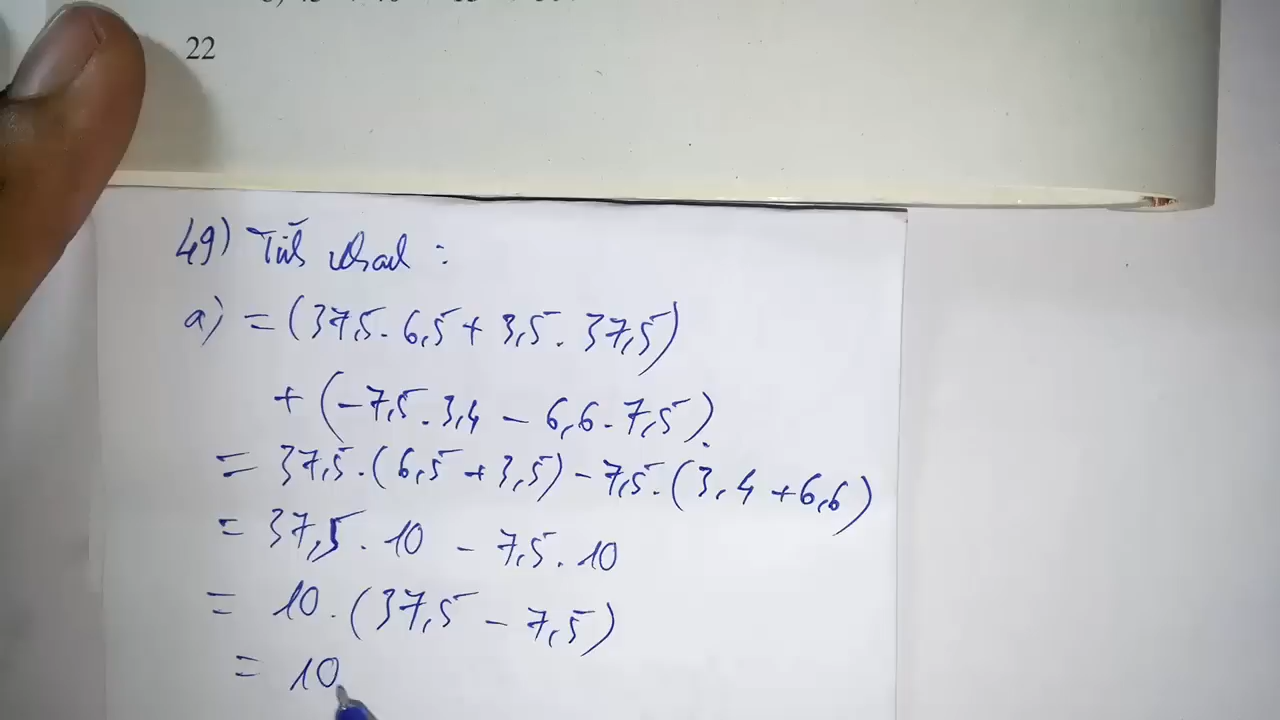 22
49) Tính nhanh :
a) = (37,5 . 6,5 + 3,5 . 37,5)
+ (-7,5 . 3,4 - 6,6 . 7,5).
= 37,5 . (6,5 + 3,5) - 7,5 . (3,4 + 6,6)
= 37,5 . 10 - 7,5 . 10
= 10 . (37,5 - 7,5)
= 10